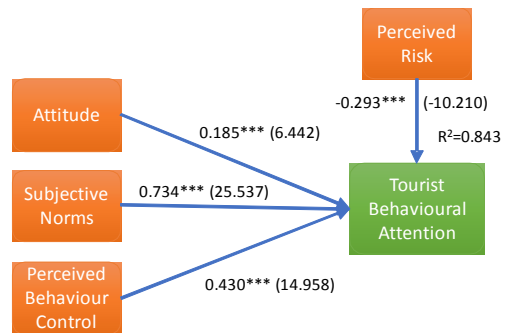 Perceived
Risk
-0.293*** (-10.210)
R²=0.843
Attitude
0.185*** (6.442)
Subjective
Norms
0.734*** (25.537)
Tourist
Behavioural
Attention
Perceived
Behaviour
Control
0.430*** (14.958)